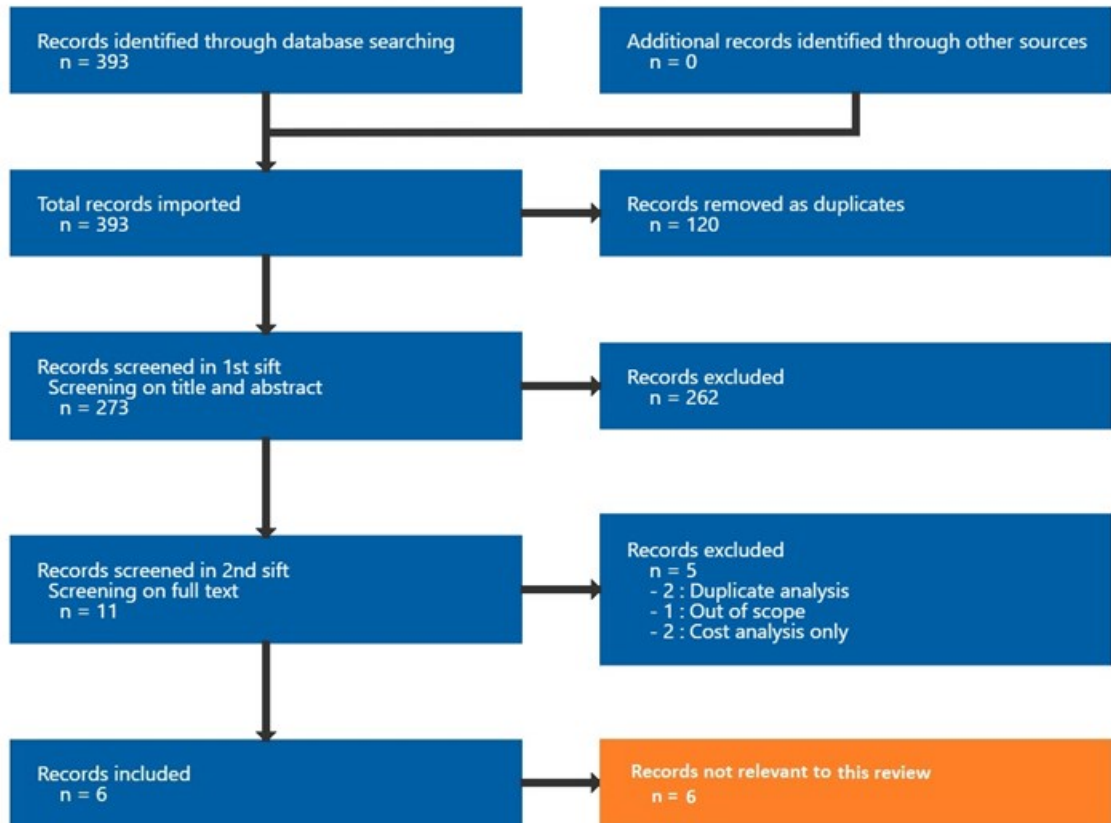 Records identified through database searching
n = 393
Additional records identified through other sources
n = 0
Total records imported
n = 393
Records removed as duplicates
n = 120
Records screened in 1st sift
Screening on title and abstract
n = 273
Records excluded
n = 262
Records screened in 2nd sift
Screening on full text
n = 11
Records excluded
n = 5
- 2 : Duplicate analysis
- 1 : Out of scope
- 2 : Cost analysis only
Records included
n = 6
Records not relevant to this review
n = 6